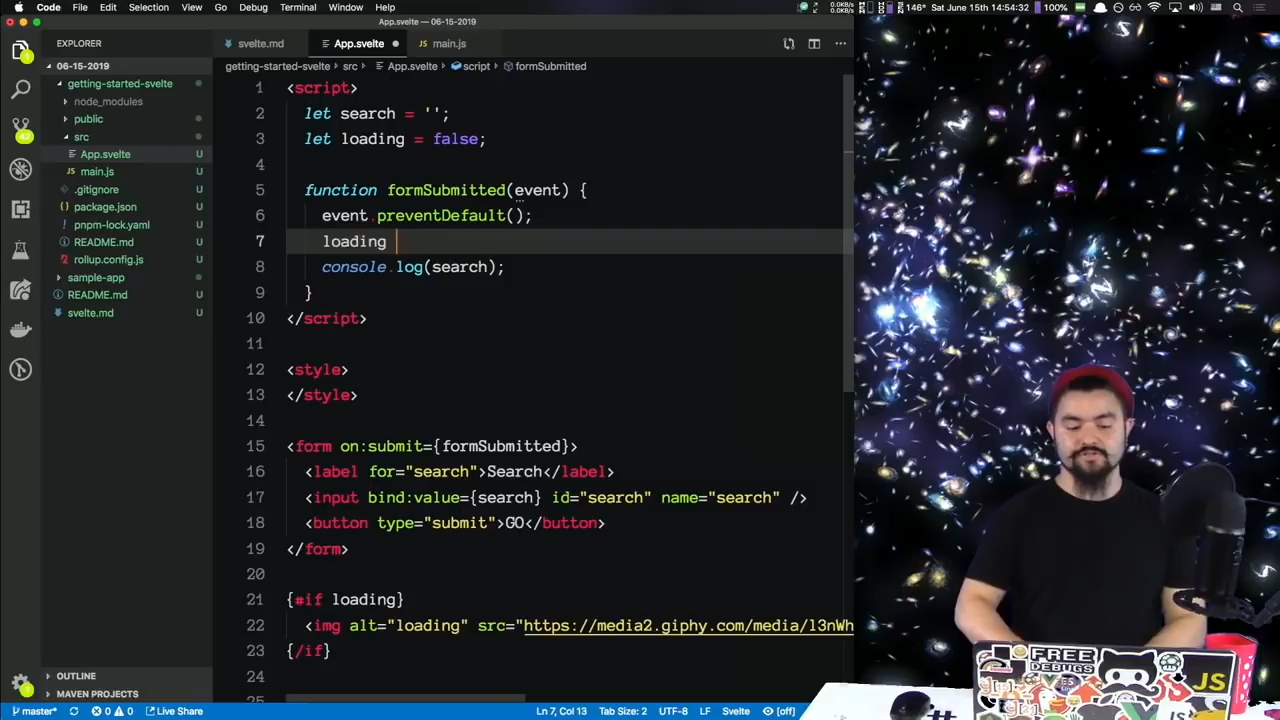 Code File Edit Selection View Go Debug Terminal Window Help
146° Sat June 15th 14:54:32 100%
App.svelte — 06-15-2019
EXPLORER
06-15-2019
getting-started-svelte
node_modules
public
src
App.svelte U
main.js U
.gitignore U
package.json U
pnpm-lock.yaml U
README.md U
rollup.config.js U
sample-app
README.md U
svelte.md U
OUTLINE
MAVEN PROJECTS
svelte.md
App.svelte
JS main.js
getting-started-svelte › src › App.svelte › script › formSubmitted
1 <script>
2 let search = '';
3 let loading = false;
4
5 function formSubmitted(event) {
6 event.preventDefault();
7 loading
8 console.log(search);
9 }
10 </script>
11
12 <style>
13 </style>
14
15 <form on:submit={formSubmitted}>
16 <label for="search">Search</label>
17 <input bind:value={search} id="search" name="search" />
18 <button type="submit">GO</button>
19 </form>
20
21 {#if loading}
22 <img alt="loading" src="https://media2.giphy.com/media/l3nWh
23 {/if}
24
25
master* 0 0 Live Share
Ln 7, Col 13 Tab Size: 2 UTF-8 LF Svelte [off]
FREE
DEBUGS
JS